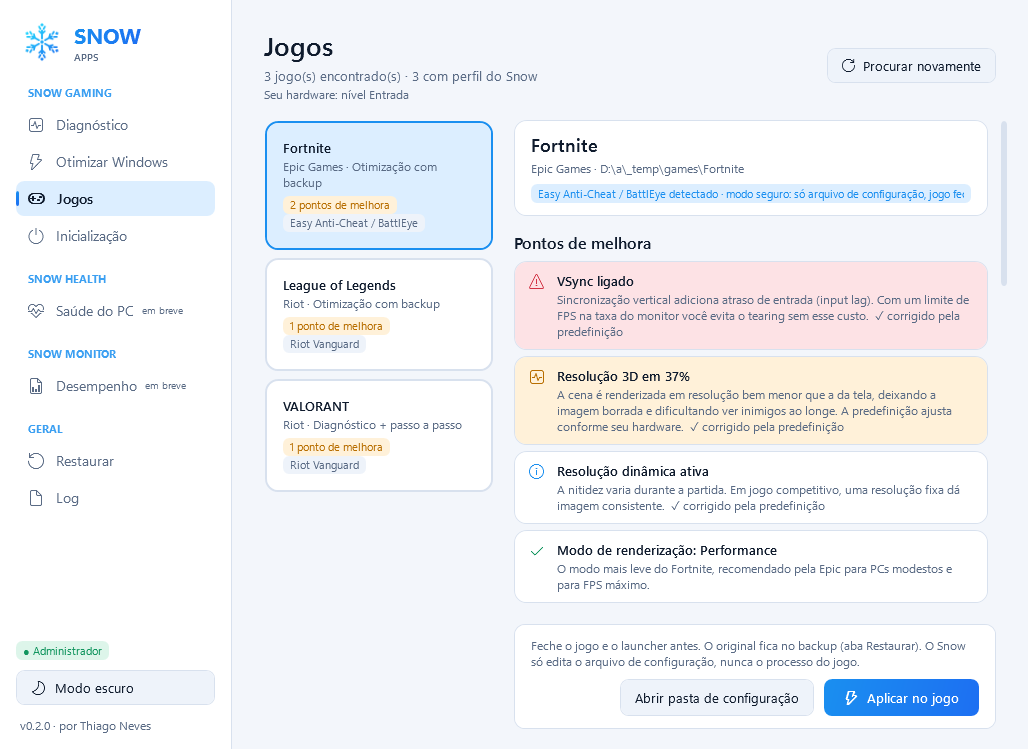 SNOW
APPS
SNOW GAMING
Diagnóstico
Otimizar Windows
Jogos
Inicialização
SNOW HEALTH
Saúde do PC em breve
SNOW MONITOR
Desempenho em breve
GERAL
Restaurar
Log
● Administrador
Modo escuro
v0.2.0 · por Thiago Neves
Jogos
3 jogo(s) encontrado(s) · 3 com perfil do Snow
Seu hardware: nível Entrada
Procurar novamente
Fortnite
Epic Games · Otimização com
backup
2 pontos de melhora
Easy Anti-Cheat / BattlEye
League of Legends
Riot · Otimização com backup
1 ponto de melhora
Riot Vanguard
VALORANT
Riot · Diagnóstico + passo a passo
1 ponto de melhora
Riot Vanguard
Fortnite
Epic Games · D:\a\_temp\games\Fortnite
Easy Anti-Cheat / BattlEye detectado · modo seguro: só arquivo de configuração, jogo fec
Pontos de melhora
VSync ligado
Sincronização vertical adiciona atraso de entrada (input lag). Com um limite de
FPS na taxa do monitor você evita o tearing sem esse custo. ✓ corrigido pela
predefinição
Resolução 3D em 37%
A cena é renderizada em resolução bem menor que a da tela, deixando a
imagem borrada e dificultando ver inimigos ao longe. A predefinição ajusta
conforme seu hardware. ✓ corrigido pela predefinição
Resolução dinâmica ativa
A nitidez varia durante a partida. Em jogo competitivo, uma resolução fixa dá
imagem consistente. ✓ corrigido pela predefinição
Modo de renderização: Performance
O modo mais leve do Fortnite, recomendado pela Epic para PCs modestos e
para FPS máximo.
Feche o jogo e o launcher antes. O original fica no backup (aba Restaurar). O Snow
só edita o arquivo de configuração, nunca o processo do jogo.
Abrir pasta de configuração
Aplicar no jogo